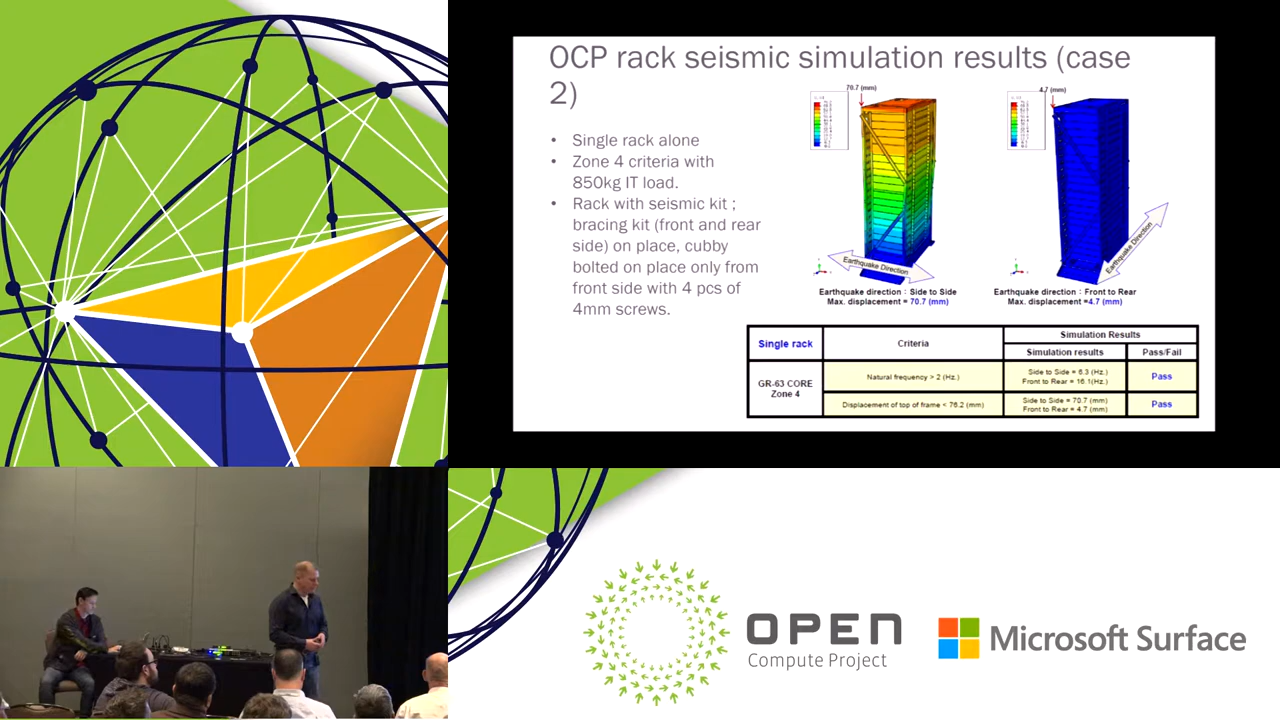 OCP rack seismic simulation results (case
2)
• Single rack alone
• Zone 4 criteria with
850kg IT load.
• Rack with seismic kit ;
bracing kit (front and rear
side) on place, cubby
bolted on place only from
front side with 4 pcs of
4mm screws.
70.7 (mm)
Earthquake Direction
Earthquake direction : Side to Side
Max. displacement = 70.7 (mm)
4.7 (mm)
Earthquake Direction
Earthquake direction : Front to Rear
Max. displacement =4.7 (mm)
Single rack
Criteria
Simulation Results
Simulation results
Pass/Fail
GR-63 CORE
Zone 4
Natural frequency > 2 (Hz.)
Side to Side = 6.3 (Hz.)
Front to Rear = 16.1(Hz.)
Pass
Displacement of top of frame < 76.2 (mm)
Side to Side = 70.7 (mm)
Front to Rear = 4.7 (mm)
Pass
OPEN
Compute Project
Microsoft Surface